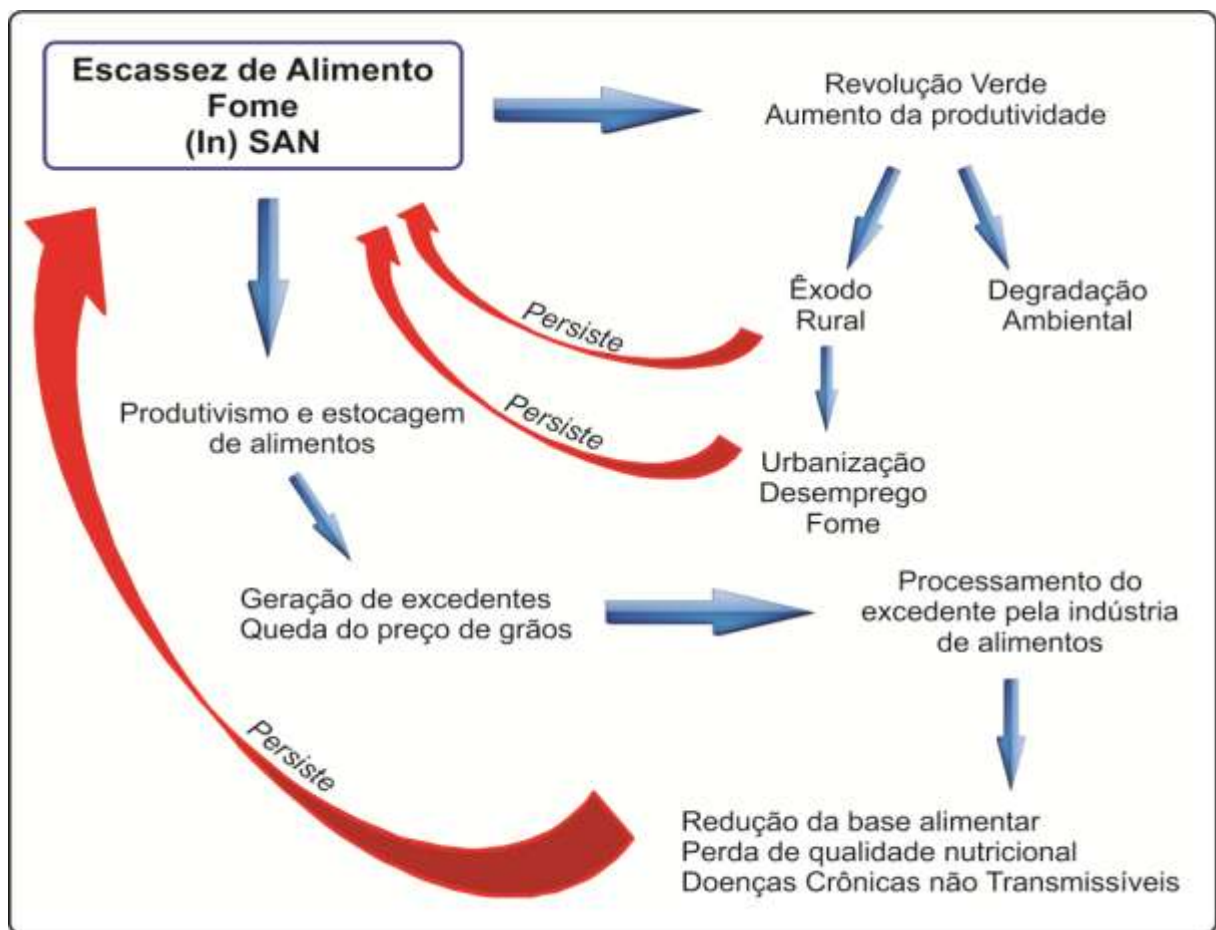 Escassez de Alimento
Fome
(In) SAN
Revolução Verde
Aumento da produtividade
Êxodo
Rural
Degradação
Ambiental
Persiste
Persiste
Produtivismo e estocagem
de alimentos
Urbanização
Desemprego
Fome
Geração de excedentes
Queda do preço de grãos
Processamento do
excedente pela indústria
de alimentos
Persiste
Redução da base alimentar
Perda de qualidade nutricional
Doenças Crônicas não Transmissíveis